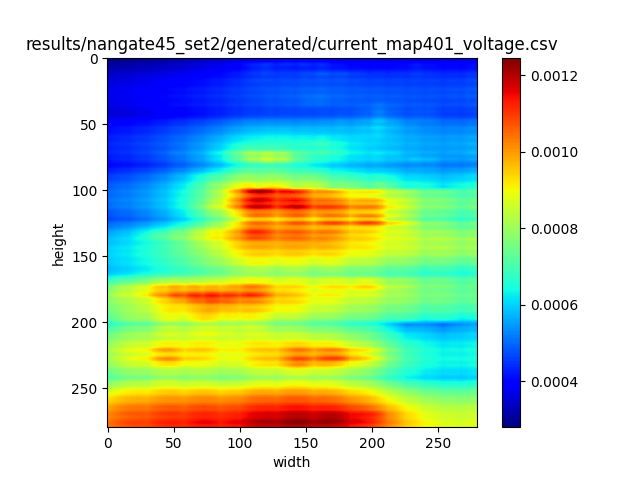 results/nangate45_set2/generated/current_map401_voltage.csv
0
50
100
150
200
250
height
0 50 100 150 200 250
width
0.0012
0.0010
0.0008
0.0006
0.0004